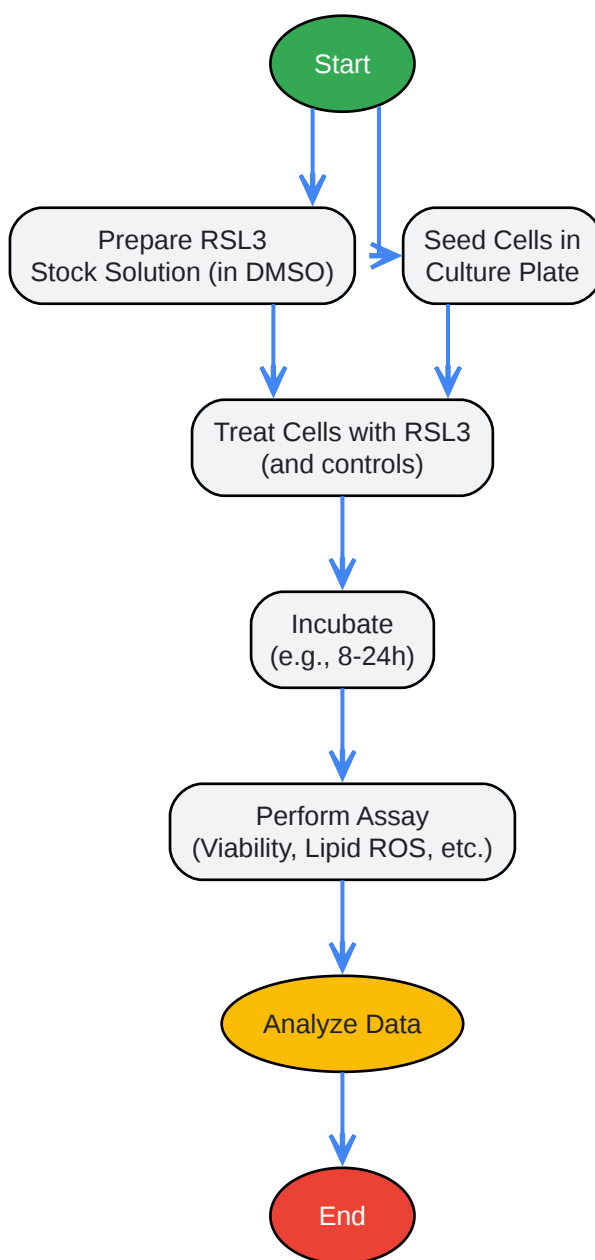 Start
Prepare RSL3
Stock Solution (in DMSO)
Seed Cells in
Culture Plate
Treat Cells with RSL3
(and controls)
Incubate
(e.g., 8-24h)
Perform Assay
(Viability, Lipid ROS, etc.)
Analyze Data
End